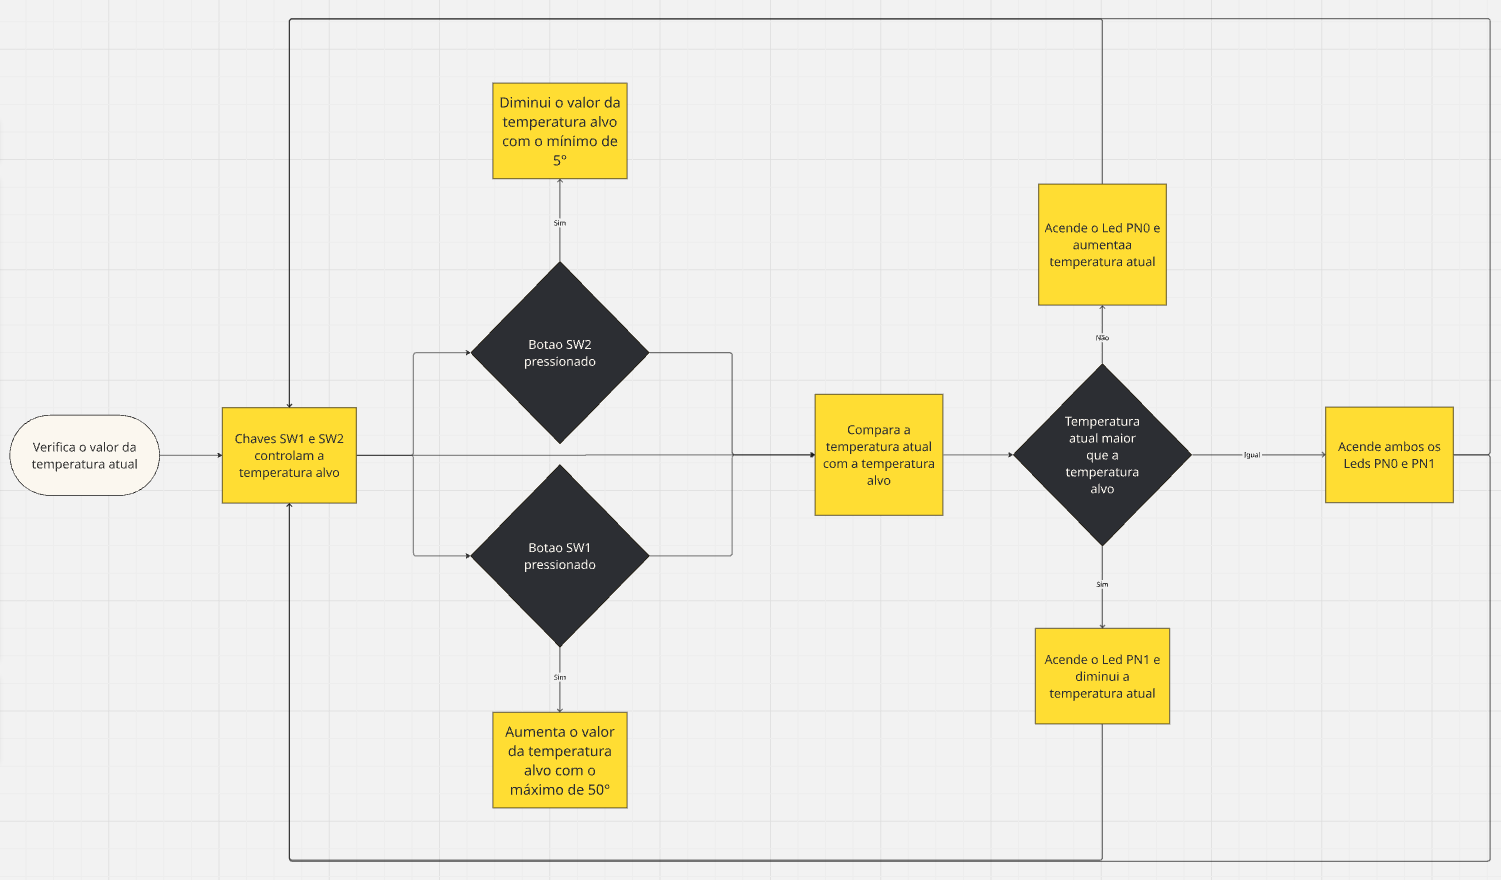 Verifica o valor da
temperatura atual
Chaves SW1 e SW2
controlam a
temperatura alvo
Diminui o valor da
temperatura alvo
com o mínimo de
5°
Sim
Botao SW2
pressionado
Botao SW1
pressionado
Sim
Aumenta o valor
da temperatura
alvo com o
máximo de 50°
Compara a
temperatura atual
com a temperatura
alvo
Acende o Led PN0 e
aumentaa
temperatura atual
Não
Temperatura
atual maior
que a
temperatura
alvo
Igual
Sim
Acende o Led PN1 e
diminui a
temperatura atual
Acende ambos os
Leds PN0 e PN1